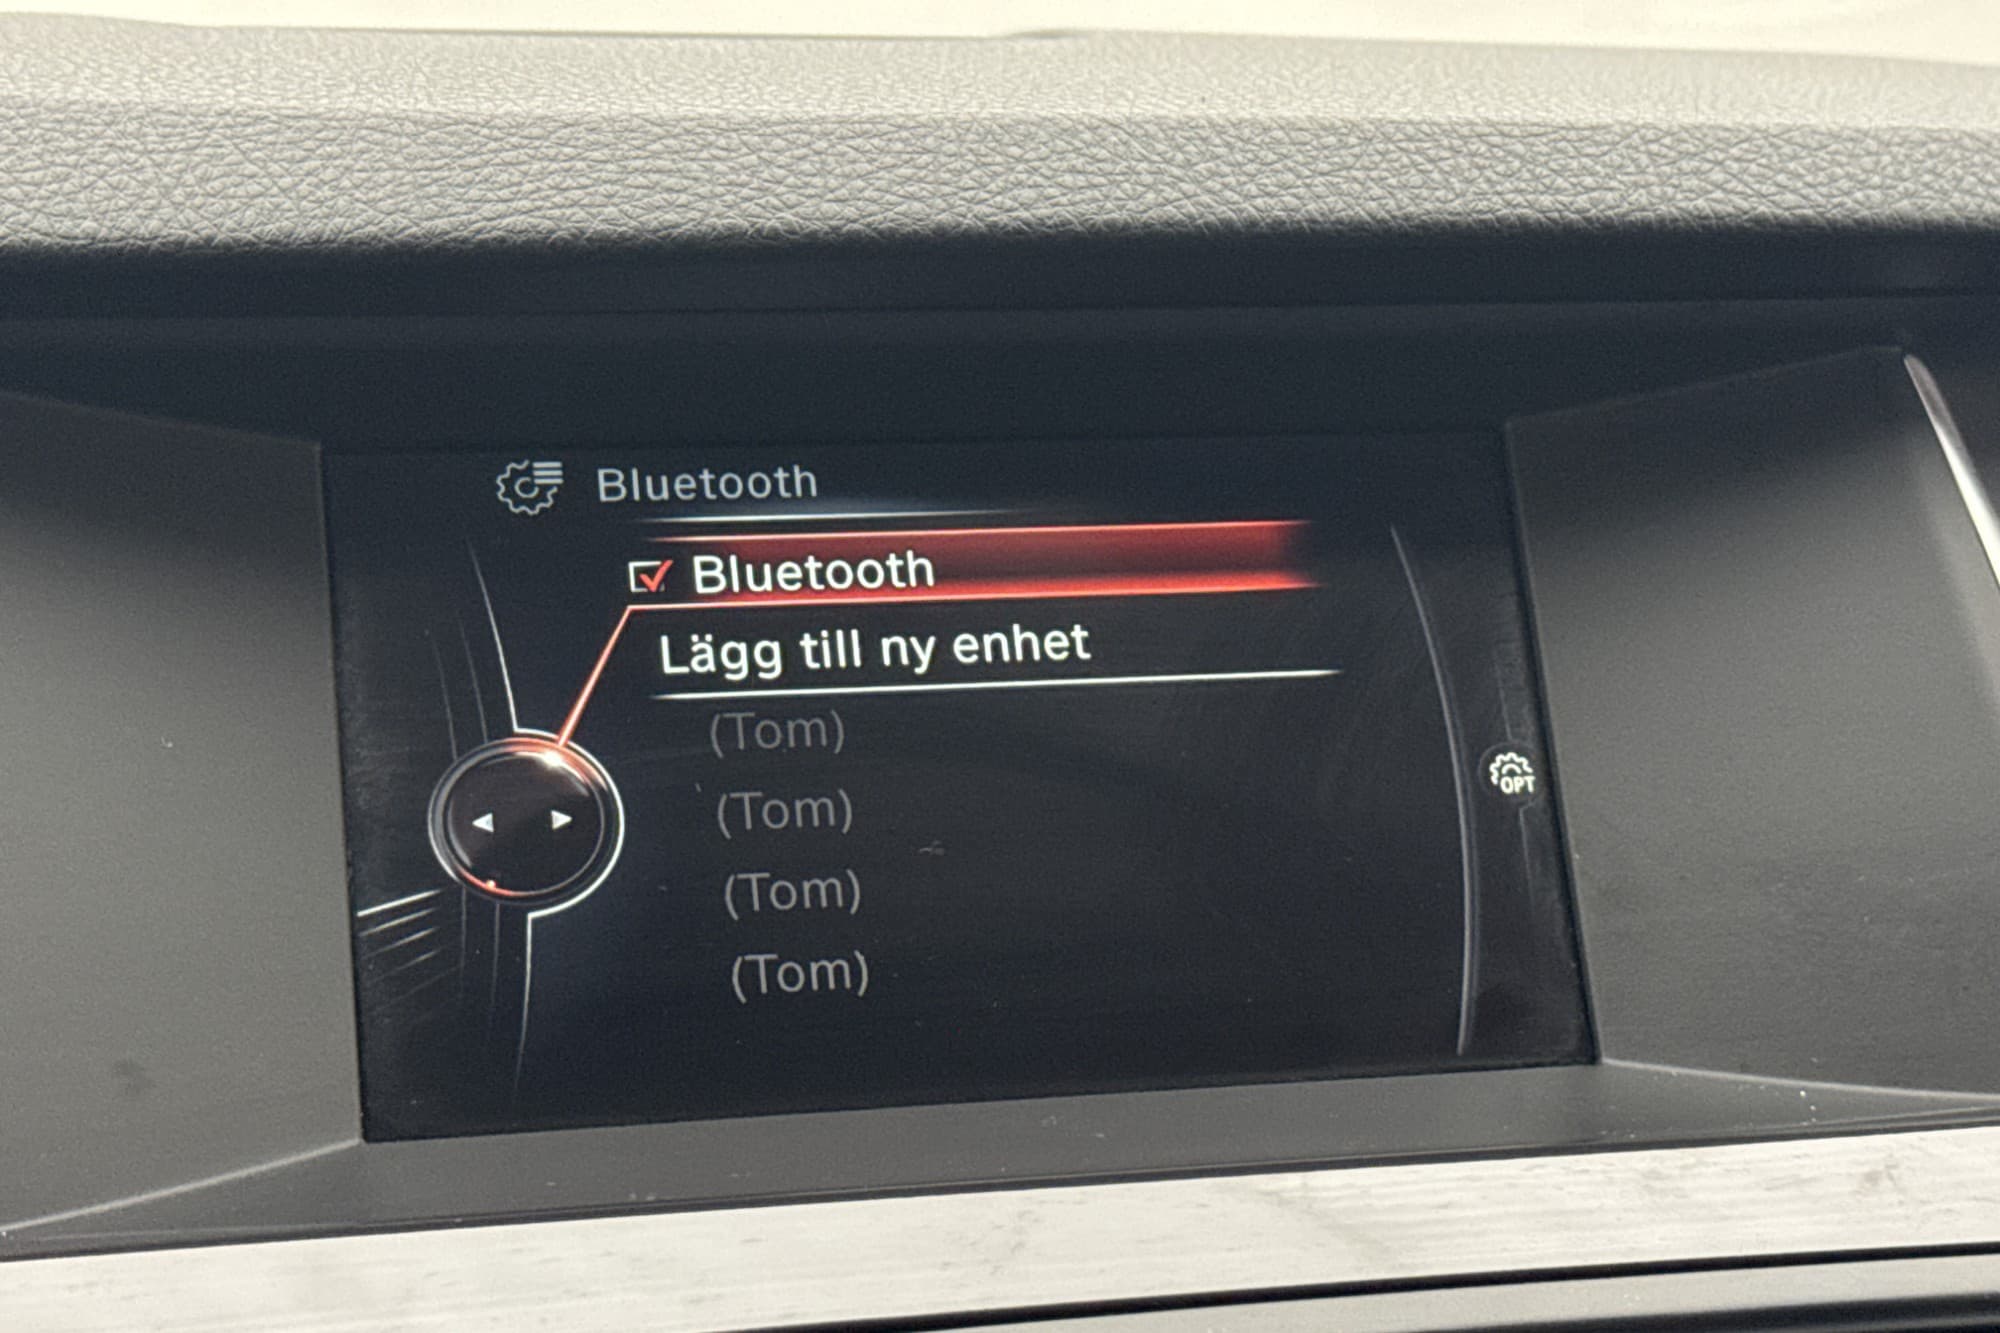 Bluetooth
Bluetooth
Lägg till ny enhet
(Tom)
(Tom)
(Tom)
(Tom)
OPT